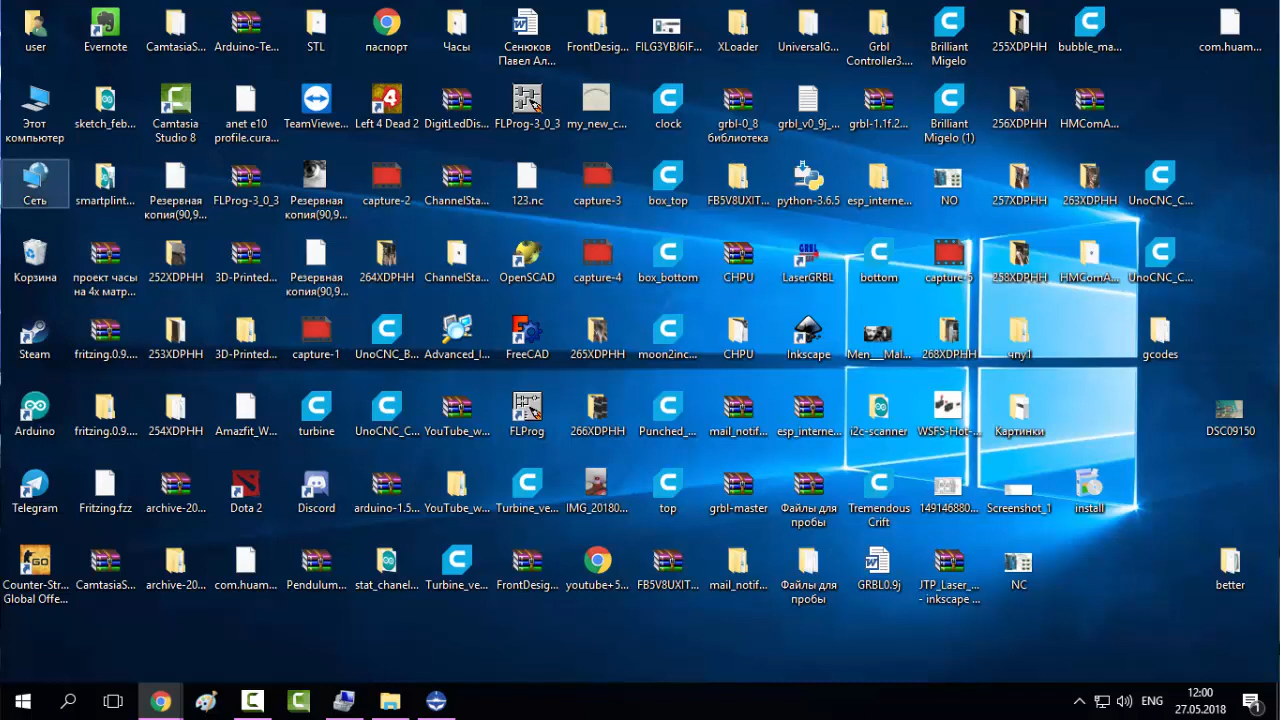 user
Evernote
CamtasiaS...
Arduino-Te...
STL
паспорт
Часы
Сенюков
Павел Ал...
FrontDesig...
FILG3YBJ6IF...
XLoader
UniversalG...
Grbl
Controller3....
Brilliant
Migelo
255XDPHH
bubble_ma...
com.huam...
Этот
компьютер
sketch_feb...
Camtasia
Studio 8
anet e10
profile.cura...
TeamViewe...
Left 4 Dead 2
DigitLedDis...
FLProg-3_0_3
my_new_c...
clock
grbl-0_8
библиотека
grbl_v0_9j_...
grbl-1.1f.2...
Brilliant
Migelo (1)
256XDPHH
HMComA...
Сеть
smartplint...
Резервная
копия(90,9...
FLProg-3_0_3
Резервная
копия(90,9...
capture-2
ChannelSta...
123.nc
capture-3
box_top
FB5V8UXIT...
python-3.6.5
esp_interne...
NO
257XDPHH
263XDPHH
UnoCNC_C...
Корзина
проект часы
на 4х матр...
252XDPHH
3D-Printed...
Резервная
копия(90,9...
264XDPHH
ChannelSta...
OpenSCAD
capture-4
box_bottom
CHPU
LaserGRBL
bottom
capture-5
258XDPHH
HMComA...
UnoCNC_C...
Steam
fritzing.0.9....
253XDPHH
3D-Printed...
capture-1
UnoCNC_B...
Advanced_I...
FreeCAD
265XDPHH
moon2inc...
CHPU
Inkscape
Men___Mal...
268XDPHH
чпу1
gcodes
Arduino
fritzing.0.9....
254XDPHH
Amazfit_W...
turbine
UnoCNC_C...
YouTube_w...
FLProg
266XDPHH
Punched_...
mail_notif...
esp_interne...
i2c-scanner
WSFS-Hot-...
Картинки
DSC09150
Telegram
Fritzing.fzz
archive-20...
Dota 2
Discord
arduino-1.5...
YouTube_w...
Turbine_ve...
IMG_20180...
top
grbl-master
Файлы для
пробы
Tremendous
Crift
149146880...
Screenshot_1
install
Counter-Str...
Global Offe...
CamtasiaS...
archive-20...
com.huam...
Pendulum...
stat_chanel...
Turbine_ve...
FrontDesig...
youtube+5...
FB5V8UXIT...
mail_notif...
Файлы для
пробы
GRBL0.9j
JTP_Laser_...
- inkscape ...
NC
better
ENG
12:00
27.05.2018
1